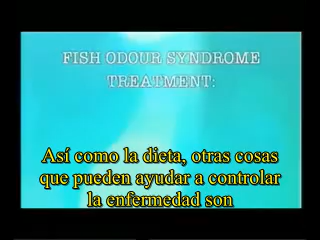 FISH ODOUR SYNDROME
TREATMENT:
Así como la dieta, otras cosas
que pueden ayudar a controlar
la enfermedad son